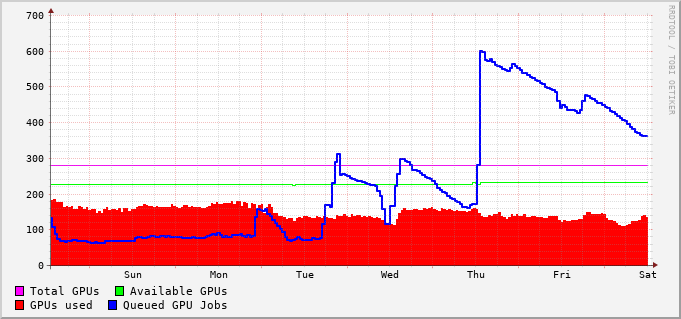 700
600
500
400
300
200
100
0
Sun Mon Tue Wed Thu Fri Sat
Total GPUs Available GPUs
GPUs used Queued GPU Jobs
RRDTOOL / TOBI OETIKER